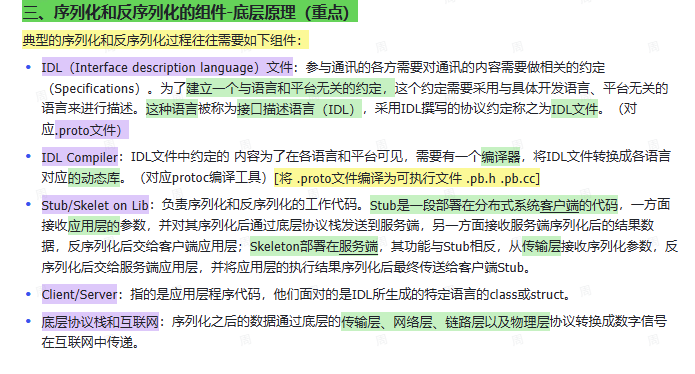 三、序列化和反序列化的组件-底层原理（重点）
典型的序列化和反序列化过程往往需要如下组件：
• IDL（Interface description language）文件：参与通讯的各方需要对通讯的内容需要做相关的约定
（Specifications）。为了建立一个与语言和平台无关的约定，这个约定需要采用与具体开发语言、平台无关的
语言来进行描述。这种语言被称为接口描述语言（IDL），采用IDL撰写的协议约定称之为IDL文件。（对
应.proto文件）
• IDL Compiler：IDL文件中约定的 内容为了在各语言和平台可见，需要有一个编译器，将IDL文件转换成各语言
对应的动态库。（对应protoc编译工具）[将 .proto文件编译为可执行文件 .pb.h .pb.cc]
• Stub/Skelet on Lib：负责序列化和反序列化的工作代码。Stub是一段部署在分布式系统客户端的代码，一方面
接收应用层的参数，并对其序列化后通过底层协议栈发送到服务端，另一方面接收服务端序列化后的结果数
据，反序列化后交给客户端应用层；Skeleton部署在服务端，其功能与Stub相反，从传输层接收序列化参数，反
序列化后交给服务端应用层，并将应用层的执行结果序列化后最终传送给客户端Stub。
• Client/Server：指的是应用层程序代码，他们面对的是IDL所生成的特定语言的class或struct。
• 底层协议栈和互联网：序列化之后的数据通过底层的传输层、网络层、链路层以及物理层协议转换成数字信号
在互联网中传递。